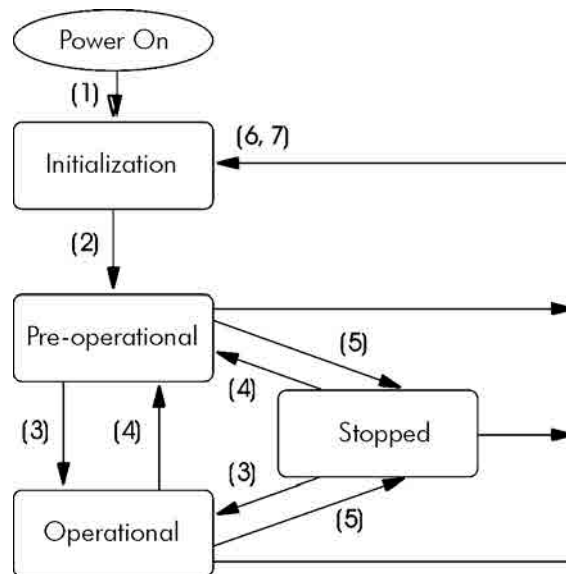 Power On
(1)
Initialization
(6, 7)
(2)
Pre-operational
(5)
(4)
(3)
(4)
Stopped
(3)
(5)
Operational